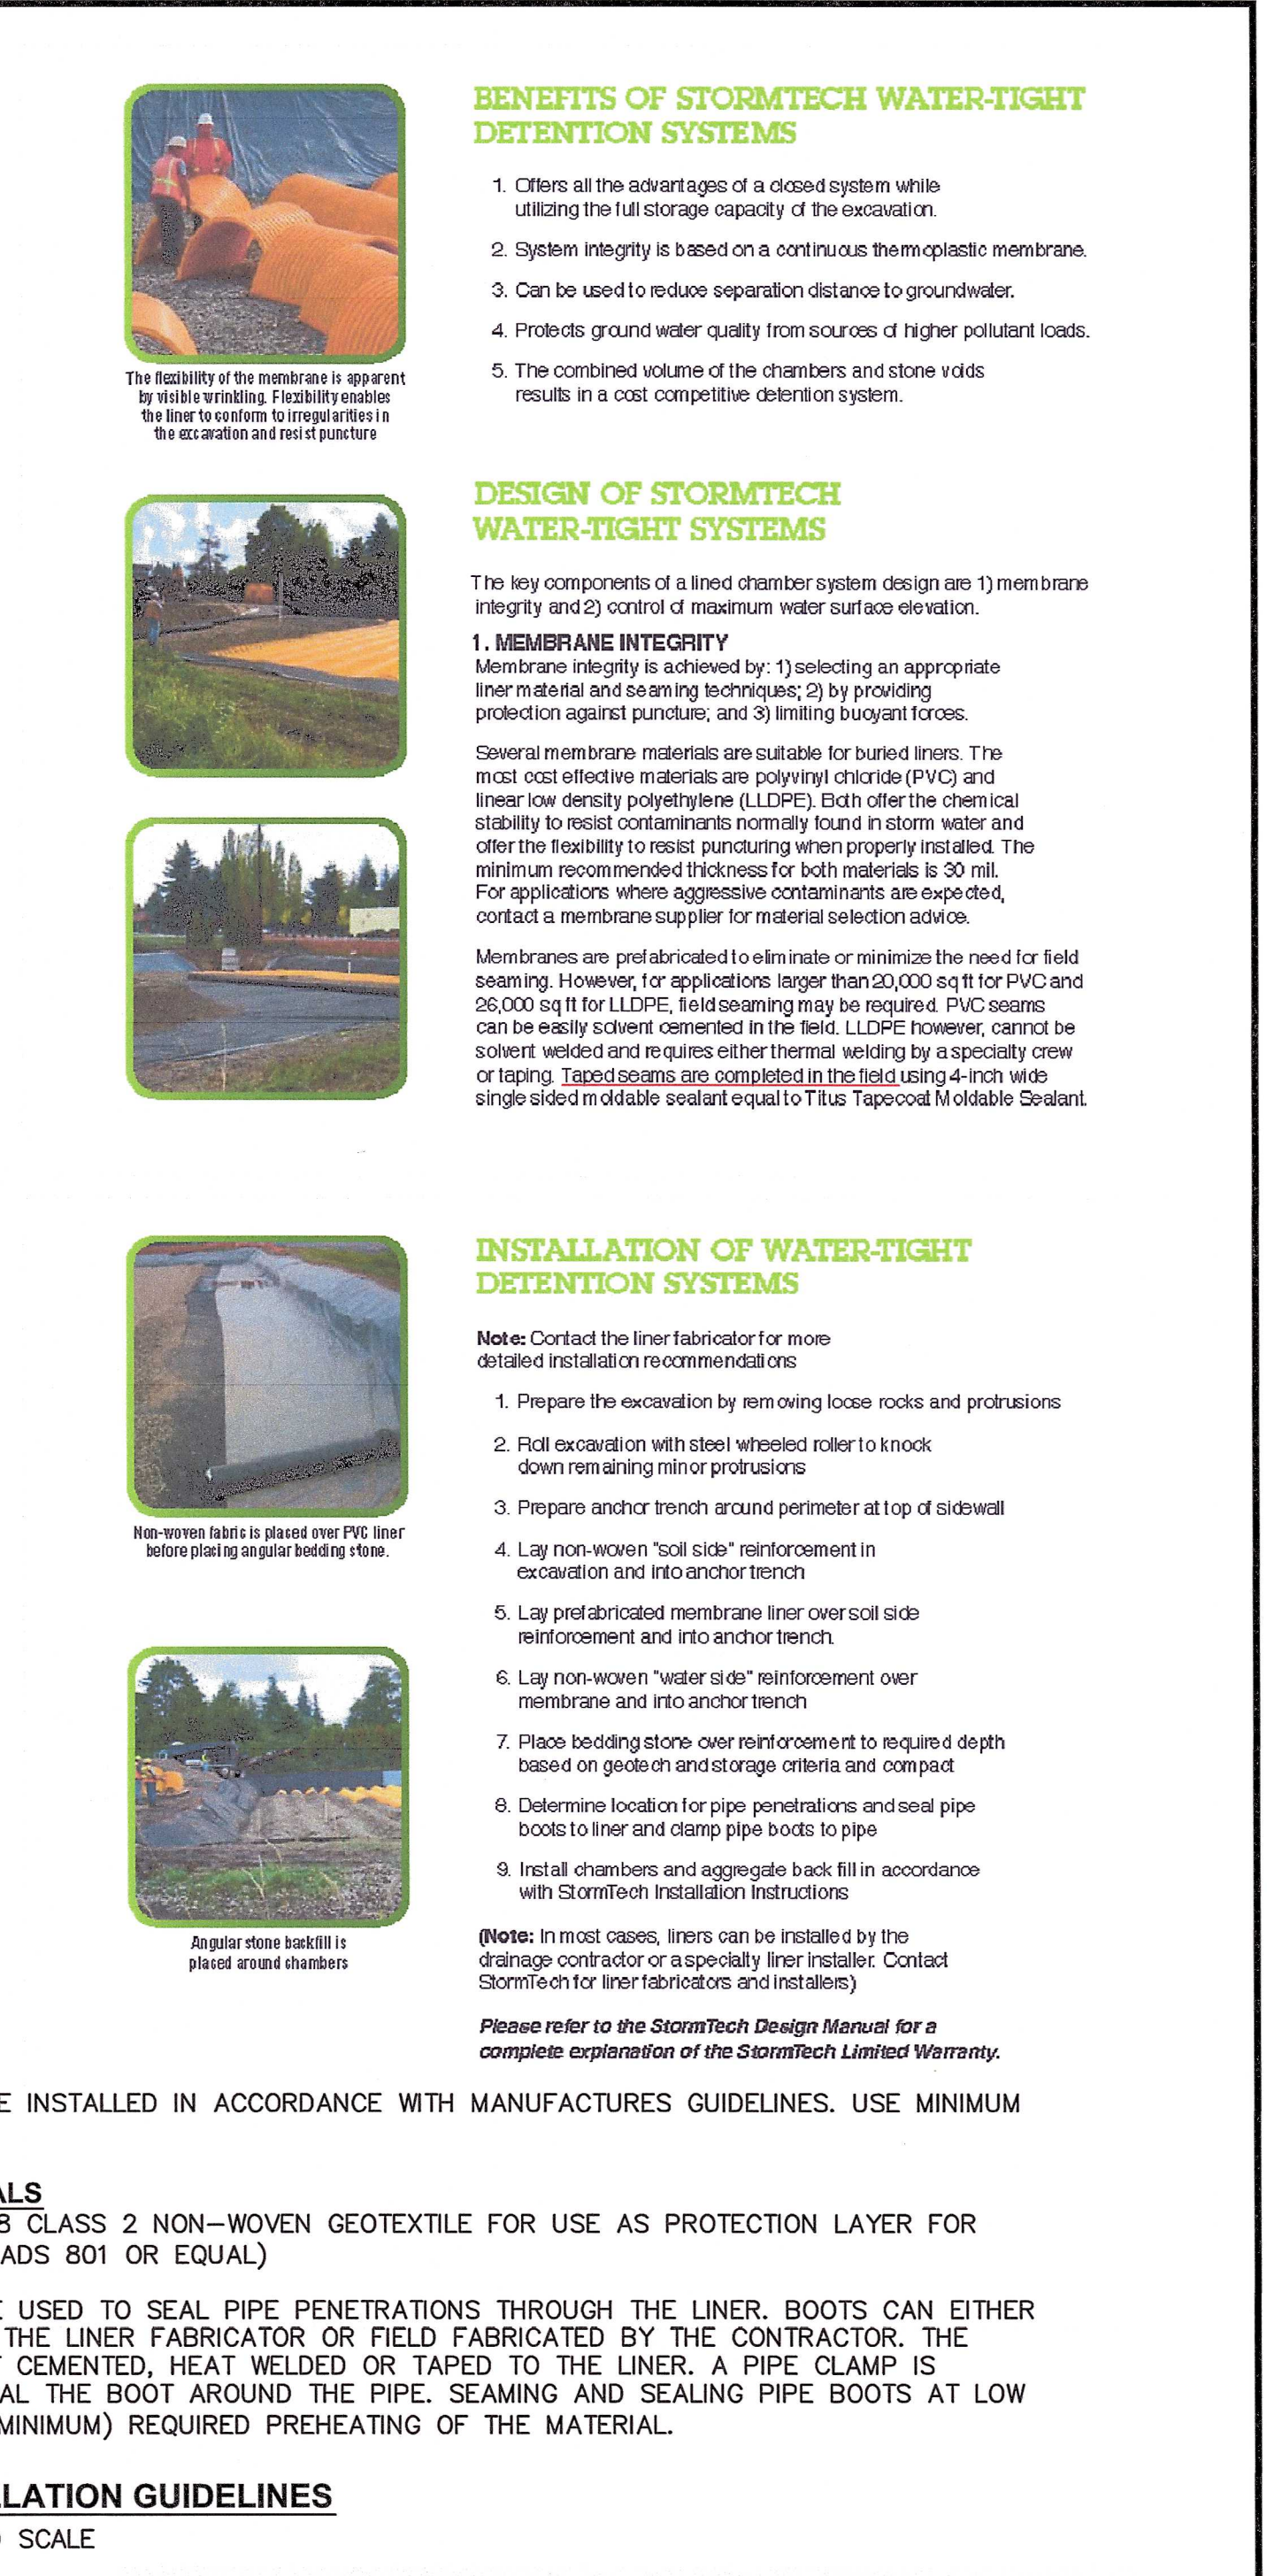 BENEFITS OF STORMTECH WATER-TIGHT
DETENTION SYSTEMS
1. Offers all the advantages of a closed system while
utilizing the full storage capacity of the excavation.
2. System integrity is based on a continuous thermoplastic membrane.
3. Can be used to reduce separation distance to groundwater.
4. Protects ground water quality from sources of higher pollutant loads.
5. The combined volume of the chambers and stone voids
results in a cost competitive detention system.
The flexibility of the membrane is apparent
by visible wrinkling. Flexibility enables
the liner to conform to irregularities in
the excavation and resist puncture
DESIGN OF STORMTECH
WATER-TIGHT SYSTEMS
The key components of a lined chamber system design are 1) membrane
integrity and 2) control of maximum water surface elevation.
1. MEMBRANE INTEGRITY
Membrane integrity is achieved by: 1) selecting an appropriate
liner material and seaming techniques; 2) by providing
protection against puncture; and 3) limiting buoyant forces.
Several membrane materials are suitable for buried liners. The
most cost effective materials are polyvinyl chloride (PVC) and
linear low density polyethylene (LLDPE). Both offer the chemical
stability to resist contaminants normally found in storm water and
offer the flexibility to resist puncturing when properly installed. The
minimum recommended thickness for both materials is 30 mil.
For applications where aggressive contaminants are expected,
contact a membrane supplier for material selection advice.
Membranes are prefabricated to eliminate or minimize the need for field
seaming. However, for applications larger than 20,000 sq ft for PVC and
26,000 sq ft for LLDPE, field seaming may be required. PVC seams
can be easily solvent cemented in the field. LLDPE however, cannot be
solvent welded and requires either thermal welding by a specialty crew
or taping. Taped seams are completed in the field using 4-inch wide
single sided moldable sealant equal to Titus Tapecoat Moldable Sealant.
INSTALLATION OF WATER-TIGHT
DETENTION SYSTEMS
Note: Contact the liner fabricator for more
detailed installation recommendations
1. Prepare the excavation by removing loose rocks and protrusions
2. Roll excavation with steel wheeled roller to knock
down remaining minor protrusions
3. Prepare anchor trench around perimeter at top of sidewall
4. Lay non-woven "soil side" reinforcement in
excavation and into anchor trench
5. Lay prefabricated membrane liner over soil side
reinforcement and into anchor trench.
6. Lay non-woven "water side" reinforcement over
membrane and into anchor trench
7. Place bedding stone over reinforcement to required depth
based on geotech and storage criteria and compact
8. Determine location for pipe penetrations and seal pipe
boots to liner and clamp pipe boots to pipe
9. Install chambers and aggregate back fill in accordance
with StormTech Installation Instructions
(Note: In most cases, liners can be installed by the
drainage contractor or a specialty liner installer. Contact
StormTech for liner fabricators and installers)
Please refer to the StormTech Design Manual for a
complete explanation of the StormTech Limited Warranty.
Non-woven fabric is placed over PVC liner
before placing angular bedding stone.
Angular stone backfill is
placed around chambers
E INSTALLED IN ACCORDANCE WITH MANUFACTURES GUIDELINES. USE MINIMUM
ALS
8 CLASS 2 NON-WOVEN GEOTEXTILE FOR USE AS PROTECTION LAYER FOR
ADS 801 OR EQUAL)
E USED TO SEAL PIPE PENETRATIONS THROUGH THE LINER. BOOTS CAN EITHER
THE LINER FABRICATOR OR FIELD FABRICATED BY THE CONTRACTOR. THE
T CEMENTED, HEAT WELDED OR TAPED TO THE LINER. A PIPE CLAMP IS
AL THE BOOT AROUND THE PIPE. SEAMING AND SEALING PIPE BOOTS AT LOW
MINIMUM) REQUIRED PREHEATING OF THE MATERIAL.
LLATION GUIDELINES
SCALE